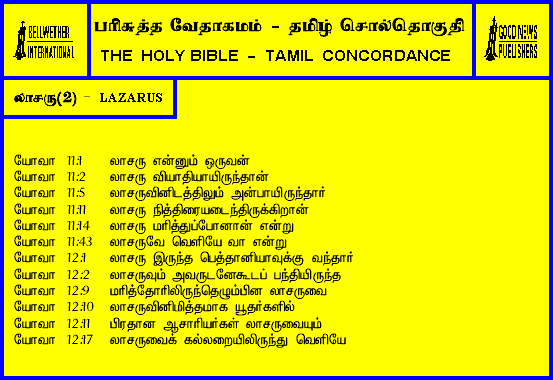 BELLWETHER
INTERNATIONAL
பரிசுத்த வேதாகமம் - தமிழ் சொல்தொகுதி
THE HOLY BIBLE - TAMIL CONCORDANCE
GOOD NEWS
PUBLISHERS
லாசரு(2) - LAZARUS
யோவா 11:1 லாசரு என்னும் ஒருவன்
யோவா 11:2 லாசரு வியாதியாயிருந்தான்
யோவா 11:5 லாசருவினிடத்திலும் அன்பாயிருந்தார்
யோவா 11:11 லாசரு நித்திரையடைந்திருக்கிறான்
யோவா 11:14 லாசரு மரித்துப்போனான் என்று
யோவா 11:43 லாசருவே வெளியே வா என்று
யோவா 12:1 லாசரு இருந்த பெத்தானியாவுக்கு வந்தார்
யோவா 12:2 லாசருவும் அவருடனேகூடப் பந்தியிருந்த
யோவா 12:9 மரித்தோரிலிருந்தெழும்பின லாசருவை
யோவா 12:10 லாசருவினிமித்தமாக யூதர்களில்
யோவா 12:11 பிரதான ஆசாரியர்கள் லாசருவையும்
யோவா 12:17 லாசருவைக் கல்லறையிலிருந்து வெளியே